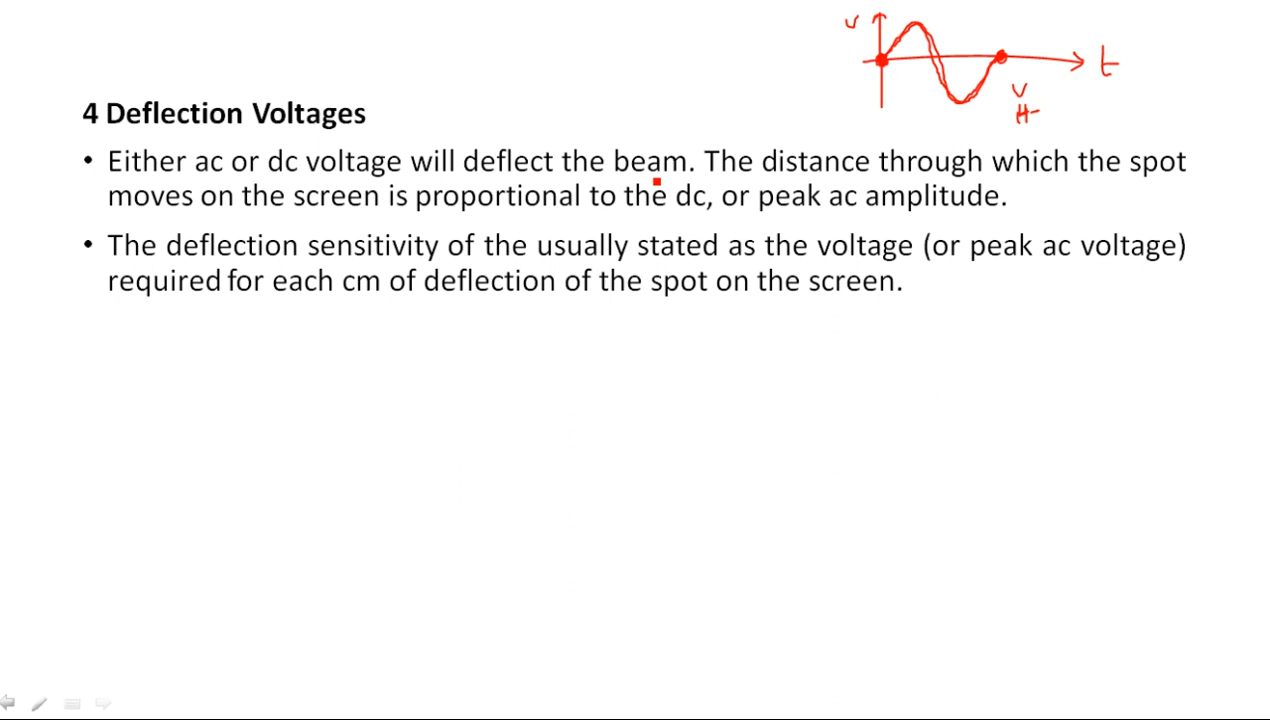 v
t
v
H-
4 Deflection Voltages
• Either ac or dc voltage will deflect the beam. The distance through which the spot
moves on the screen is proportional to the dc, or peak ac amplitude.
• The deflection sensitivity of the usually stated as the voltage (or peak ac voltage)
required for each cm of deflection of the spot on the screen.